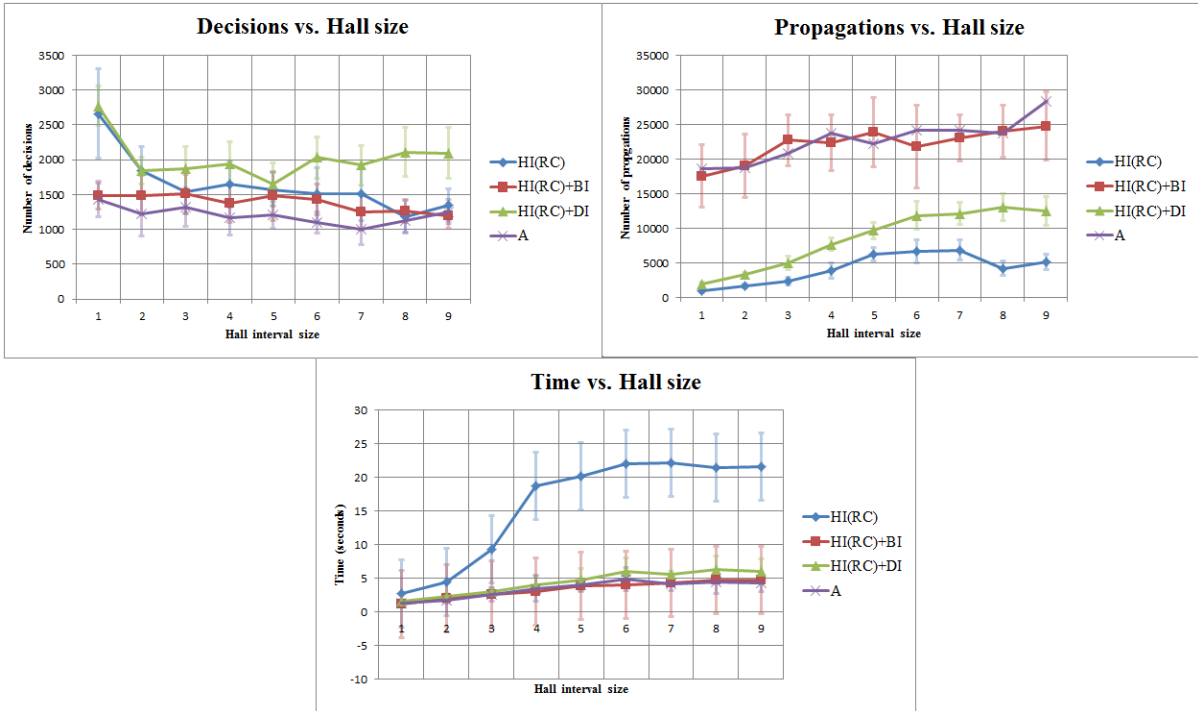 Decisions vs. Hall size
3500
3000
2500
2000
1500
1000
500
0
Number of decisions
1 2 3 4 5 6 7 8 9
Hall interval size
HI(RC)
HI(RC)+BI
HI(RC)+DI
A
Propagations vs. Hall size
35000
30000
25000
20000
15000
10000
5000
0
Number of propgations
1 2 3 4 5 6 7 8 9
Hall interval size
HI(RC)
HI(RC)+BI
HI(RC)+DI
A
Time vs. Hall size
30
25
20
15
10
5
0
-5
-10
Time (seconds)
1 2 3 4 5 6 7 8 9
Hall interval size
HI(RC)
HI(RC)+BI
HI(RC)+DI
A